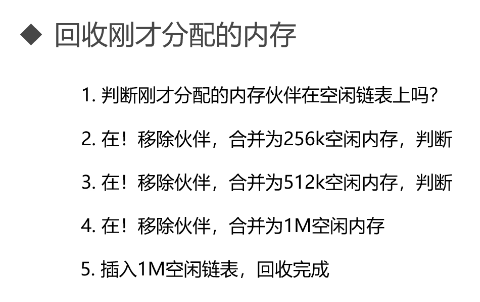 ◆ 回收刚才分配的内存
1. 判断刚才分配的内存伙伴在空闲链表上吗?
2. 在！移除伙伴，合并为256k空闲内存，判断
3. 在！移除伙伴，合并为512k空闲内存，判断
4. 在！移除伙伴，合并为1M空闲内存
5. 插入1M空闲链表，回收完成